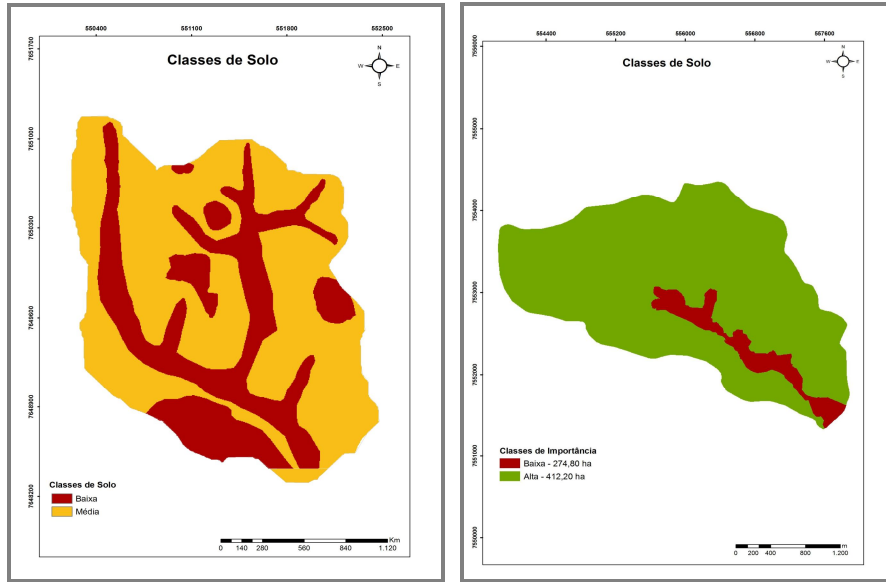 550400 551100 551800 552500
Classes de Solo
N
W E
S
7651700
7651000
7650300
7649600
7648900
7648200
Classes de Solo
Baixa
Média
Km
0 140 280 560 840 1.120
554400 555200 556000 556800 557600
Classes de Solo
N
W E
S
7556000
7555000
7554000
7553000
7552000
7551000
7550000
Classes de Importância
Baixa - 274,80 ha
Alta - 412,20 ha
m
0 200 400 800 1.200